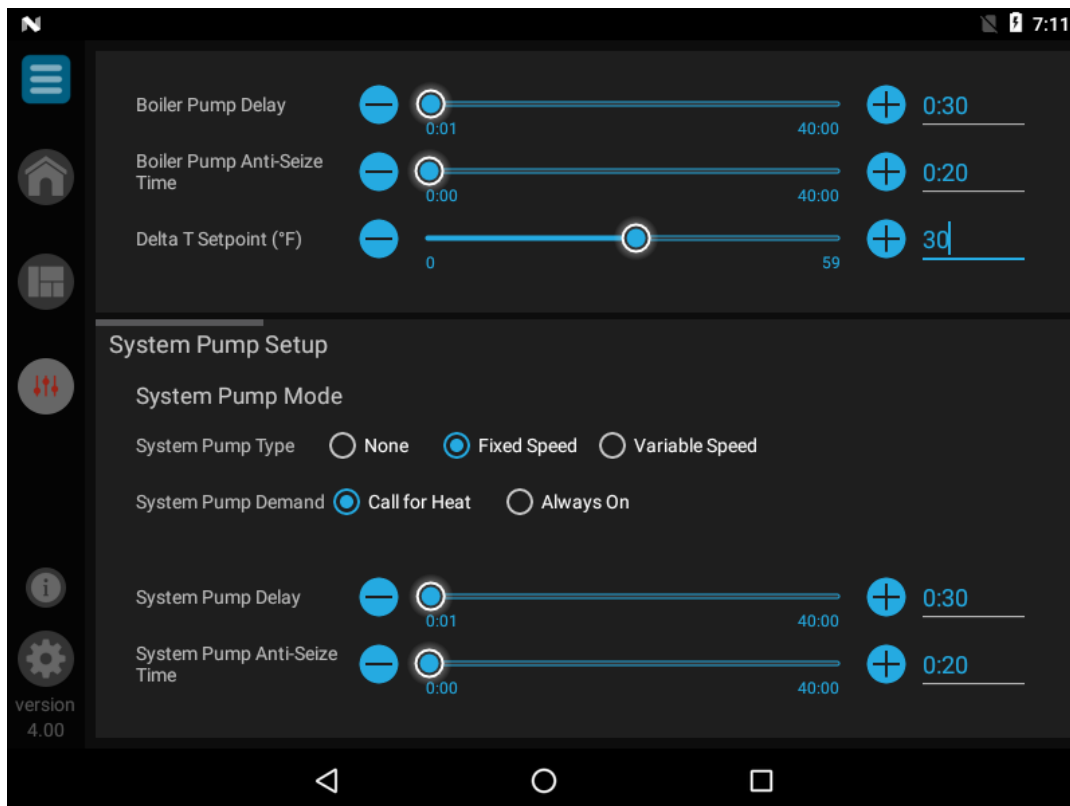 7:11
Boiler Pump Delay 0:30
0:01 40:00
Boiler Pump Anti-Seize
Time 0:20
0:00 40:00
Delta T Setpoint (°F) 30
0 59
System Pump Setup
System Pump Mode
System Pump Type None Fixed Speed Variable Speed
System Pump Demand Call for Heat Always On
System Pump Delay 0:30
0:01 40:00
System Pump Anti-Seize
Time 0:20
0:00 40:00
version
4.00